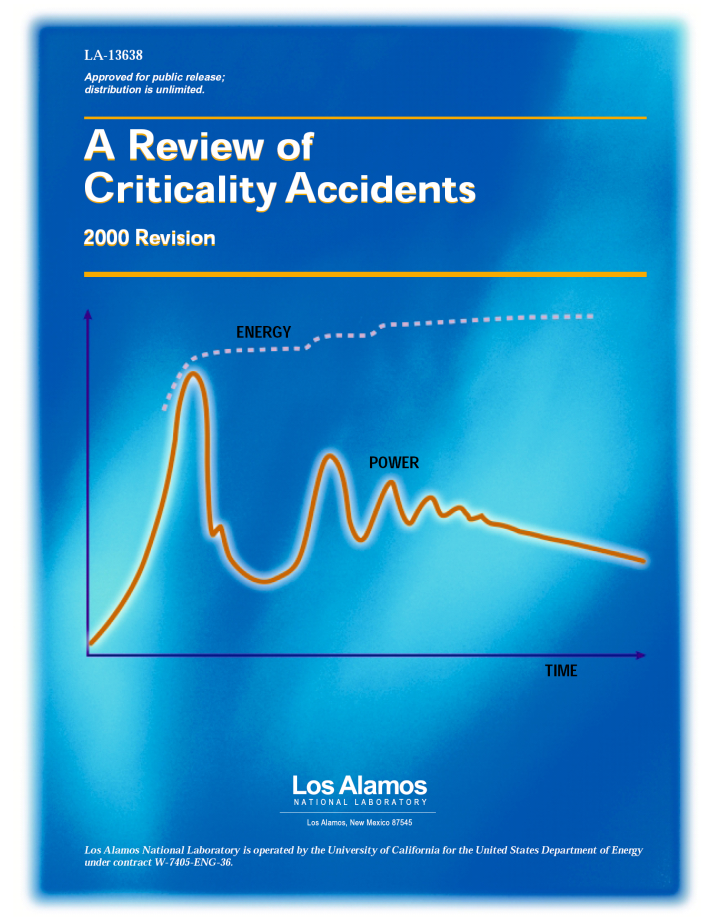 LA-13638
Approved for public release;
distribution is unlimited.
A Review of
Criticality Accidents
2000 Revision
ENERGY
POWER
TIME
Los Alamos
NATIONAL LABORATORY
Los Alamos, New Mexico 87545
Los Alamos National Laboratory is operated by the University of California for the United States Department of Energy
under contract W-7405-ENG-36.